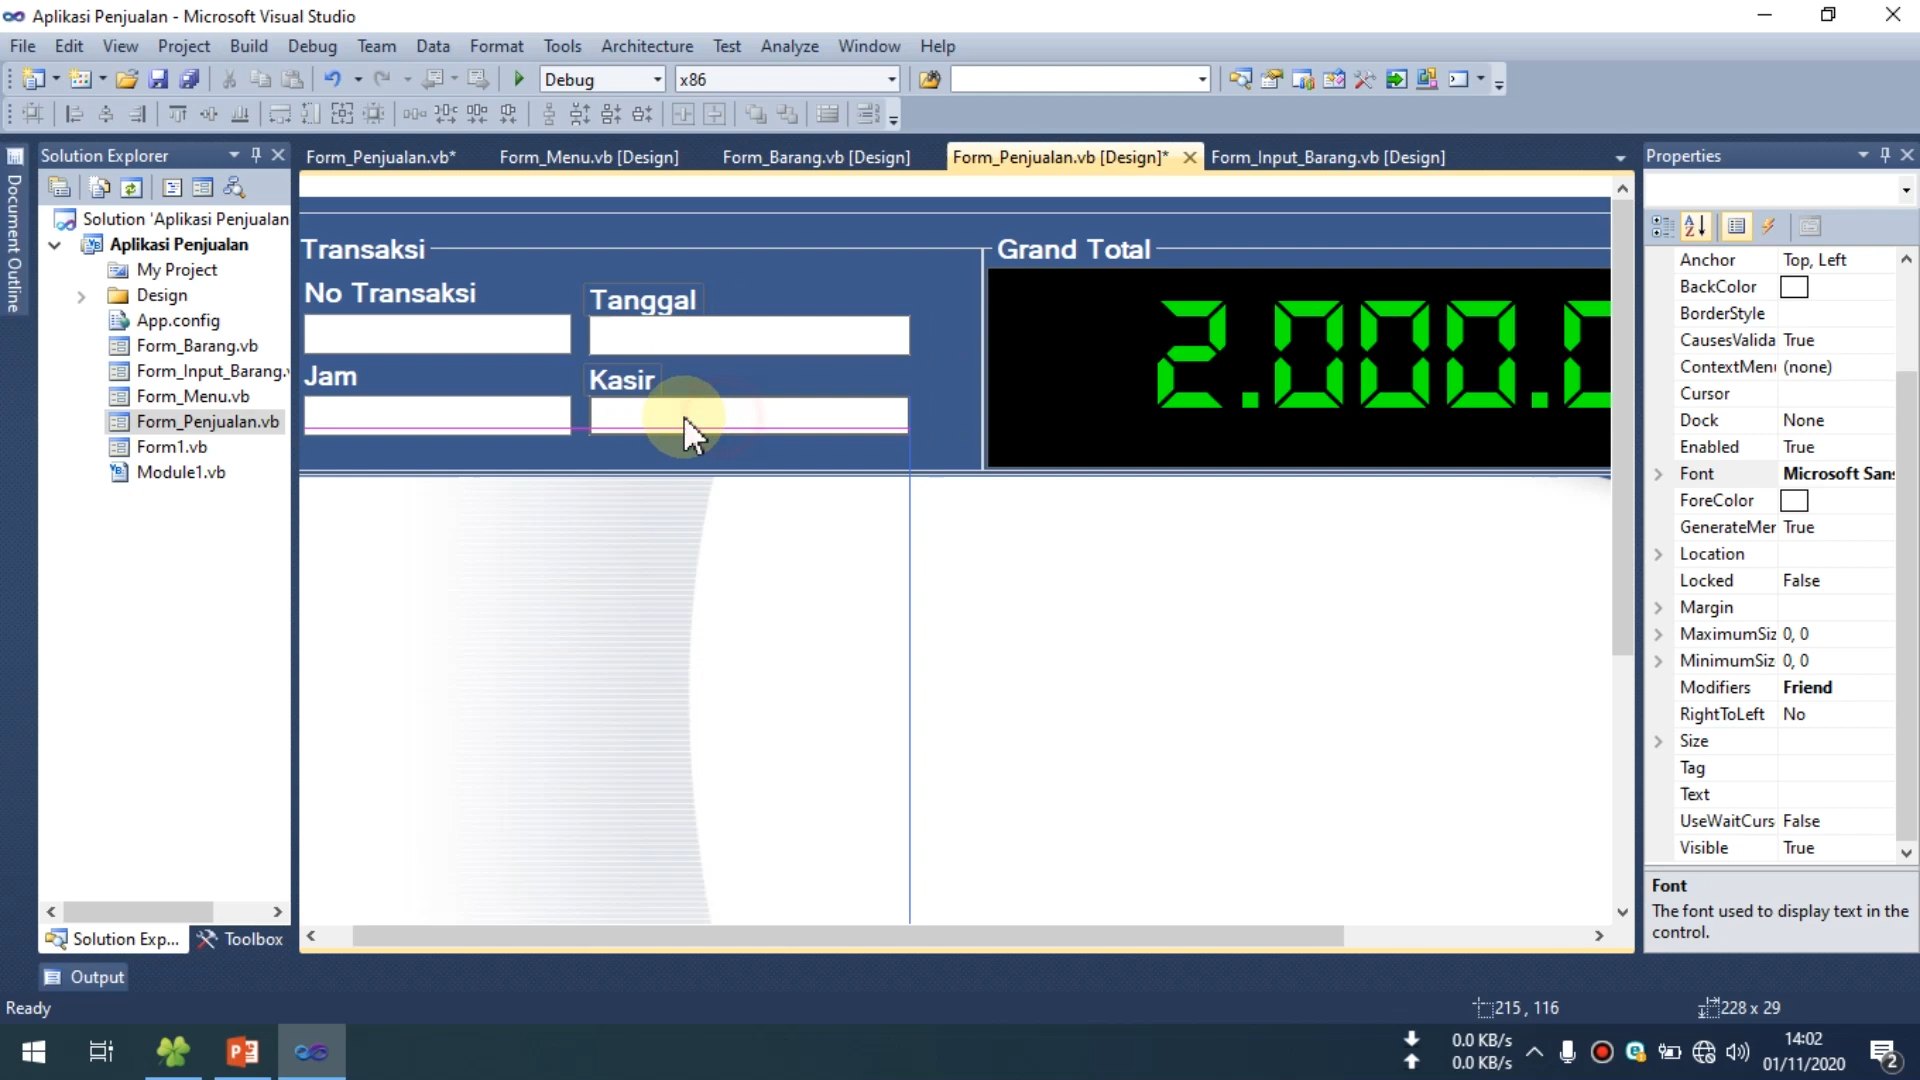 Aplikasi Penjualan - Microsoft Visual Studio
File Edit View Project Build Debug Team Data Format Tools Architecture Test Analyze Window Help
Debug x86
Solution Explorer
Form_Penjualan.vb* Form_Menu.vb [Design] Form_Barang.vb [Design] Form_Penjualan.vb [Design]* Form_Input_Barang.vb [Design]
Properties
Document Outline
Solution 'Aplikasi Penjualan
Aplikasi Penjualan
My Project
Design
App.config
Form_Barang.vb
Form_Input_Barang.
Form_Menu.vb
Form_Penjualan.vb
Form1.vb
Module1.vb
Solution Exp... Toolbox
Transaksi
No Transaksi
Tanggal
Jam
Kasir
Grand Total
2.000.0
Anchor Top, Left
BackColor
BorderStyle
CausesValida True
ContextMenu (none)
Cursor
Dock None
Enabled True
Font Microsoft Sans
ForeColor
GenerateMer True
Location
Locked False
Margin
MaximumSiz 0, 0
MinimumSiz 0, 0
Modifiers Friend
RightToLeft No
Size
Tag
Text
UseWaitCurs False
Visible True
Font
The font used to display text in the
control.
Output
Ready
215 , 116
228 x 29
0.0 KB/s
0.0 KB/s
14:02
01/11/2020
2